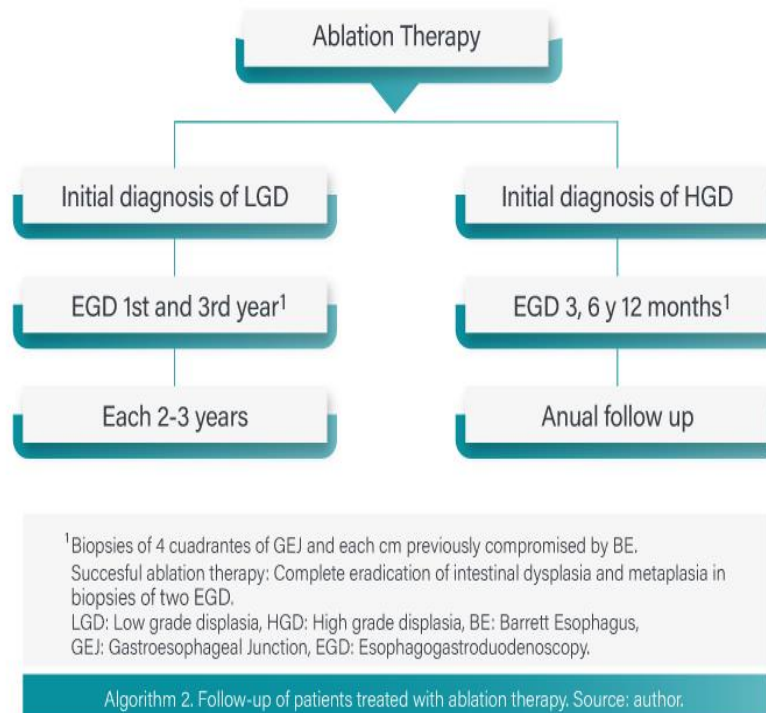 Ablation Therapy
Initial diagnosis of LGD
Initial diagnosis of HGD
EGD 1st and 3rd year¹
EGD 3, 6 y 12 months¹
Each 2-3 years
Anual follow up
¹Biopsies of 4 cuadrantes of GEJ and each cm previously compromised by BE.
Succesful ablation therapy: Complete eradication of intestinal dysplasia and metaplasia in
biopsies of two EGD.
LGD: Low grade displasia, HGD: High grade displasia, BE: Barrett Esophagus,
GEJ: Gastroesophageal Junction, EGD: Esophagogastroduodenoscopy.
Algorithm 2. Follow-up of patients treated with ablation therapy. Source: author.